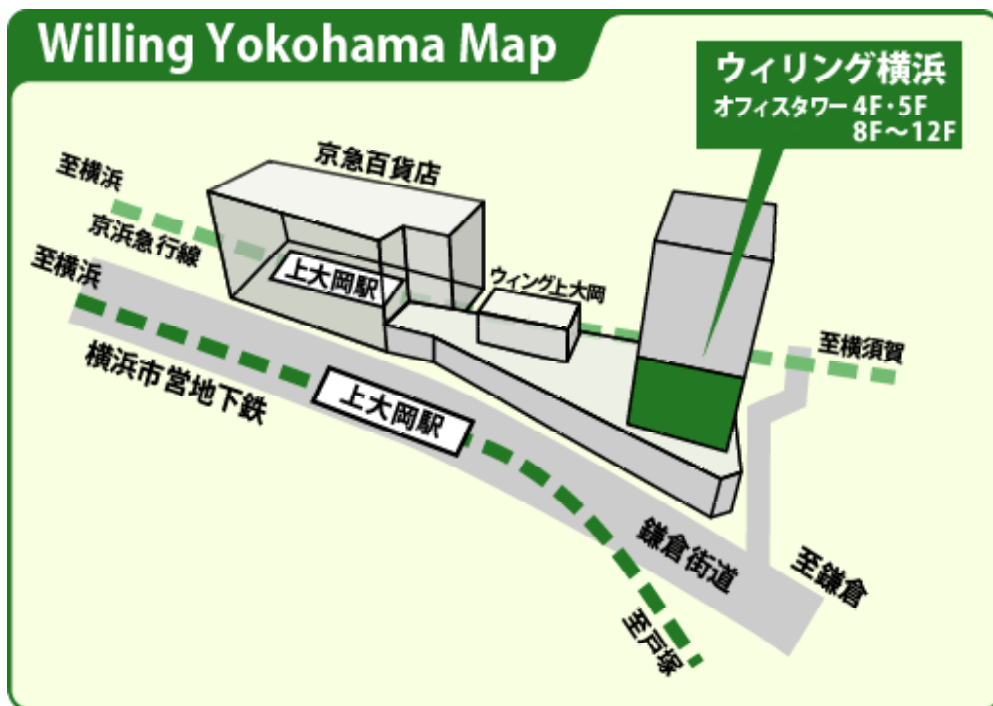 Willing Yokohama Map
ウィリング横浜
オフィスタワー 4F・5F
8F〜12F
京急百貨店
至横浜
京浜急行線
至横浜
上大岡駅
ウィング上大岡
至横須賀
横浜市営地下鉄
上大岡駅
鎌倉街道
至鎌倉
至戸塚